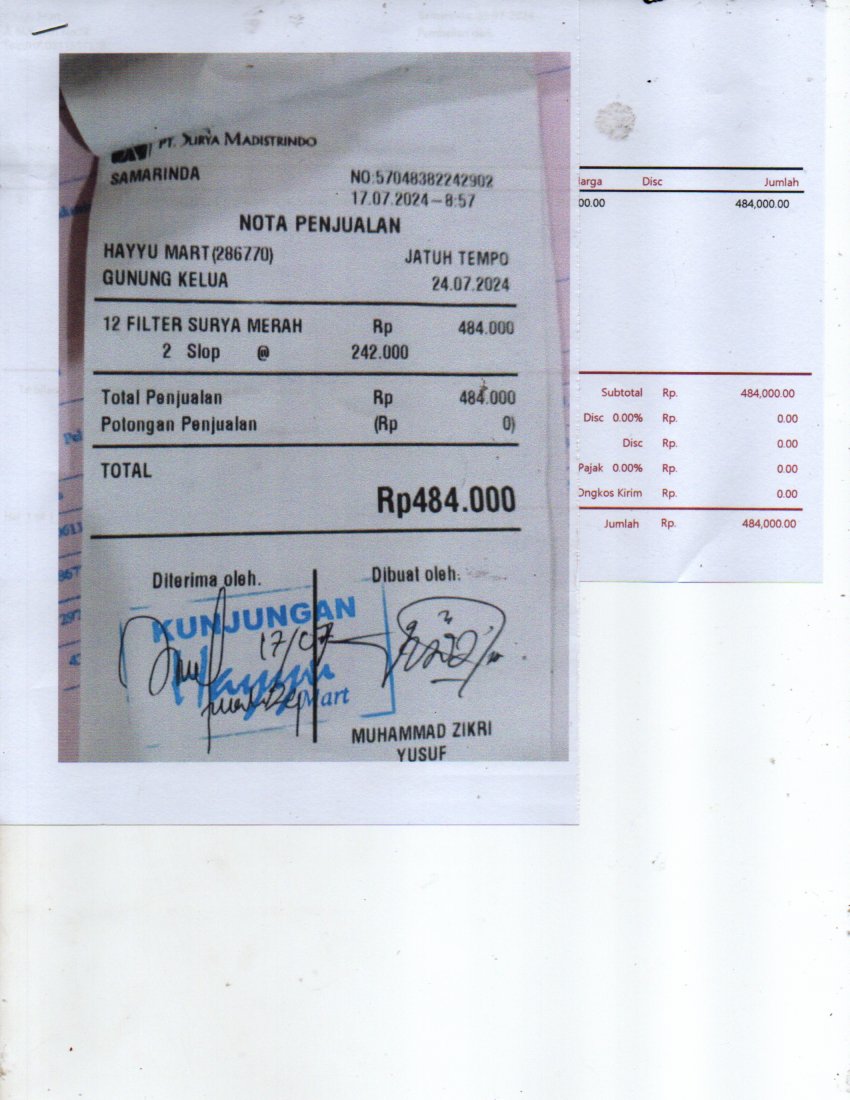 PT. SURYA MADISTRINDO
SAMARINDA
NO:57048382242902
17.07.2024-8:57
NOTA PENJUALAN
HAYYU MART(286770)
JATUH TEMPO
GUNUNG KELUA
24.07.2024
12 FILTER SURYA MERAH Rp 484.000
2 Slop @ 242.000
Total Penjualan Rp 484.000
Potongan Penjualan (Rp 0)
TOTAL
Rp484.000
Diterima oleh.
Dibuat oleh.
KUNJUNGAN
17/07
Hayyu
Mart
MUHAMMAD ZIKRI
YUSUF
arga Disc Jumlah
00.00 484,000.00
Subtotal Rp. 484,000.00
Disc 0.00% Rp. 0.00
Disc Rp. 0.00
Pajak 0.00% Rp. 0.00
Ongkos Kirim Rp. 0.00
Jumlah Rp. 484,000.00